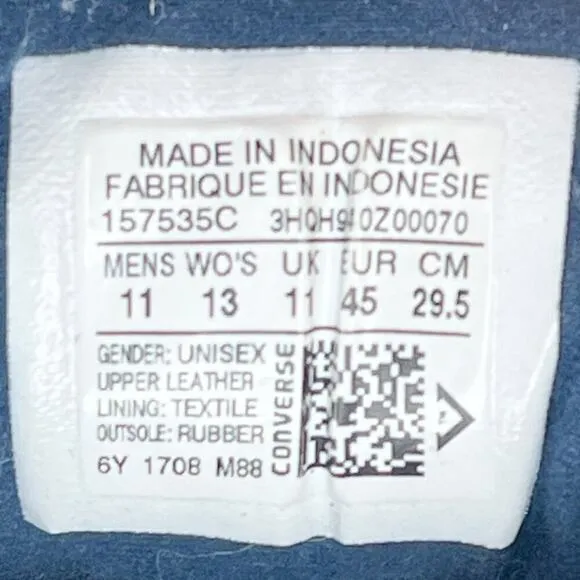 MADE IN INDONESIA
FABRIQUE EN INDONESIE
157535C
MENS WO'S UK EUR CM
11 13 11 45 29.5
GENDER: UNISEX
UPPER LEATHER
LINING: TEXTILE
OUTSOLE: RUBBER
6Y 1708 M88
CONVERSE